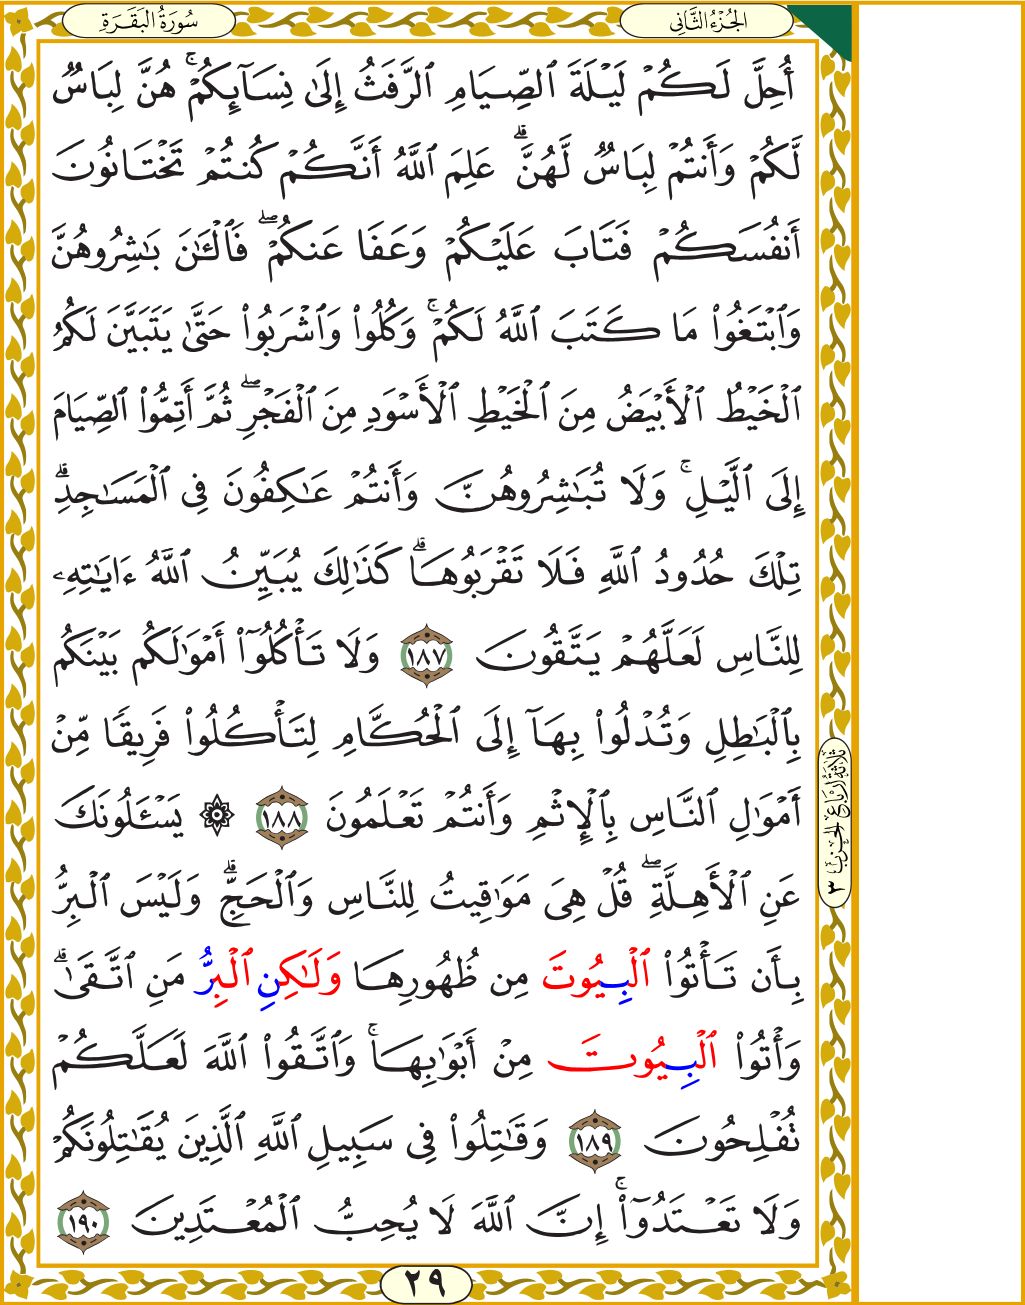 سُورَةُ البَقَرَةِ
الجُزْءُ الثَّانِي
أُحِلَّ لَكُمْ لَيْلَةَ ٱلصِّيَامِ ٱلرَّفَثُ إِلَىٰ نِسَآئِكُمْۚ هُنَّ لِبَاسٞ
لَّكُمْ وَأَنتُمْ لِبَاسٞ لَّهُنَّۗ عَلِمَ ٱللَّهُ أَنَّكُمْ كُنتُمْ تَخْتَانُونَ
أَنفُسَكُمْ فَتَابَ عَلَيْكُمْ وَعَفَا عَنكُمْۖ فَٱلْـَٰٔنَ بَٰشِرُوهُنَّ
وَٱبْتَغُوا۟ مَا كَتَبَ ٱللَّهُ لَكُمْۚ وَكُلُوا۟ وَٱشْرَبُوا۟ حَتَّىٰ يَتَبَيَّنَ لَكُمُ
ٱلْخَيْطُ ٱلْأَبْيَضُ مِنَ ٱلْخَيْطِ ٱلْأَسْوَدِ مِنَ ٱلْفَجْرِۖ ثُمَّ أَتِمُّوا۟ ٱلصِّيَامَ
إِلَى ٱلَّيْلِۚ وَلَا تُبَٰشِرُوهُنَّ وَأَنتُمْ عَٰكِفُونَ فِي ٱلْمَسَٰجِدِۗ
تِلْكَ حُدُودُ ٱللَّهِ فَلَا تَقْرَبُوهَاۗ كَذَٰلِكَ يُبَيِّنُ ٱللَّهُ ءَايَٰتِهِۦ
لِلنَّاسِ لَعَلَّهُمْ يَتَّقُونَ ١٨٧ وَلَا تَأْكُلُوٓا۟ أَمْوَٰلَكُم بَيْنَكُم
بِٱلْبَٰطِلِ وَتُدْلُوا۟ بِهَآ إِلَى ٱلْحُكَّامِ لِتَأْكُلُوا۟ فَرِيقٗا مِّنْ
أَمْوَٰلِ ٱلنَّاسِ بِٱلْإِثْمِ وَأَنتُمْ تَعْلَمُونَ ١٨٨ ۞ يَسْـَٔلُونَكَ
عَنِ ٱلْأَهِلَّةِۖ قُلْ هِيَ مَوَٰقِيتُ لِلنَّاسِ وَٱلْحَجِّۗ وَلَيْسَ ٱلْبِرُّ
بِأَن تَأْتُوا۟ ٱلْبِيُوتَ مِن ظُهُورِهَا وَلَٰكِنِ ٱلْبِرُّ مَنِ ٱتَّقَىٰۗ
وَأْتُوا۟ ٱلْبِيُوتَ مِنْ أَبْوَٰبِهَاۚ وَٱتَّقُوا۟ ٱللَّهَ لَعَلَّكُمْ
تُفْلِحُونَ ١٨٩ وَقَٰتِلُوا۟ فِي سَبِيلِ ٱللَّهِ ٱلَّذِينَ يُقَٰتِلُونَكُمْ
وَلَا تَعْتَدُوٓا۟ۚ إِنَّ ٱللَّهَ لَا يُحِبُّ ٱلْمُعْتَدِينَ ١٩٠
ثَلَاثَةُ أَرْبَاعِ الحِزْبِ ٣
٢٩